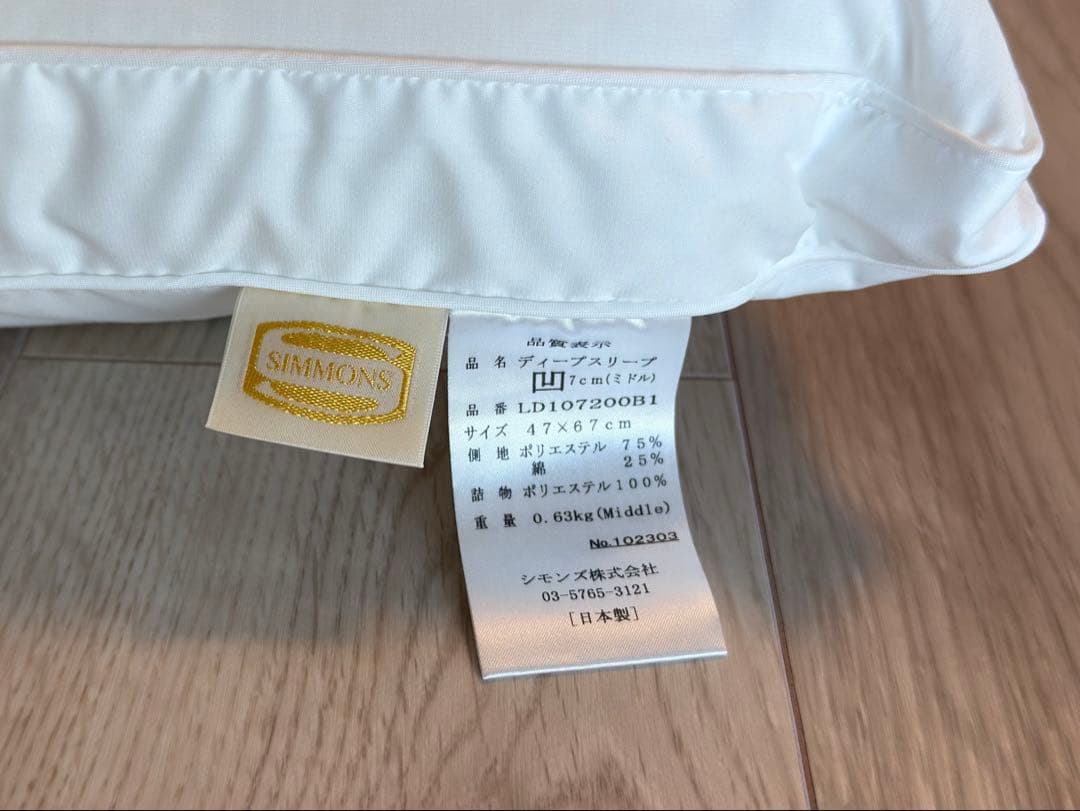 SIMMONS
品質表示
品 名 ディープスリープ
凹 7cm(ミドル)
品 番 LD107200B1
サイズ 47×67cm
側 地 ポリエステル 75%
綿 25%
詰 物 ポリエステル100%
重 量 0.63kg(Middle)
No.102303
シモンズ株式会社
03-5765-3121
[日本製]